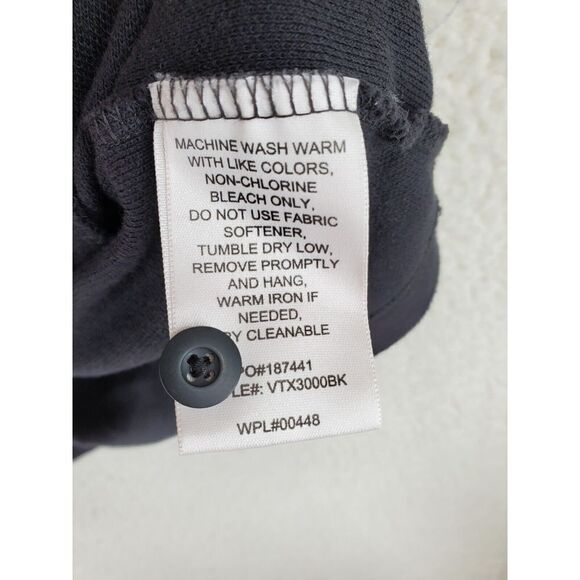 MACHINE WASH WARM
WITH LIKE COLORS,
NON-CHLORINE
BLEACH ONLY,
DO NOT USE FABRIC
SOFTENER,
TUMBLE DRY LOW,
REMOVE PROMPTLY
AND HANG,
WARM IRON IF
NEEDED,
CLEANABLE
O#187441
LE#: VTX3000BK
WPL#00448